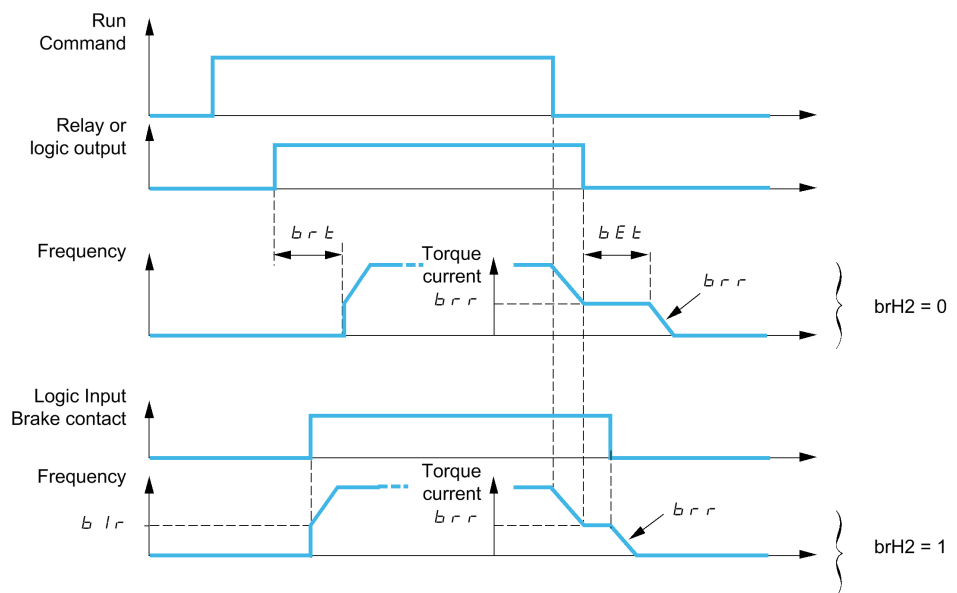 Run
Command
Relay or
logic output
brt
bEt
Frequency
Torque
current
brr
brr
brH2 = 0
Logic Input
Brake contact
Frequency
Torque
current
bIr
brr
brr
brH2 = 1